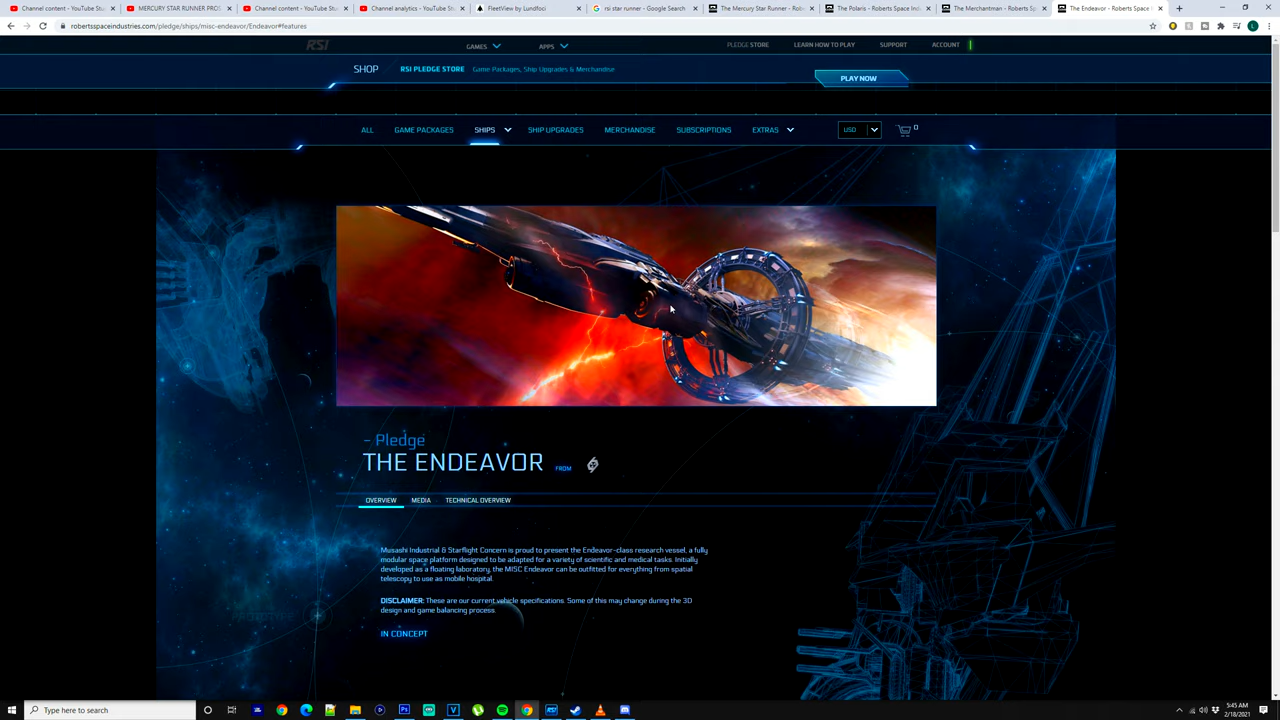 Channel content - YouTube Stu
MERCURY STAR RUNNER PROS
Channel content - YouTube Stu
Channel analytics - YouTube Stu
FleetView by Lundfoci
rsi star runner - Google Search
The Mercury Star Runner - Robe
The Polaris - Roberts Space Ind
The Merchantman - Roberts Sp
The Endeavor - Roberts Space I
robertsspaceindustries.com/pledge/ships/misc-endeavor/Endeavor#features
RSI GAMES APPS PLEDGE STORE LEARN HOW TO PLAY SUPPORT ACCOUNT
SHOP RSI PLEDGE STORE Game Packages, Ship Upgrades & Merchandise PLAY NOW
ALL GAME PACKAGES SHIPS SHIP UPGRADES MERCHANDISE SUBSCRIPTIONS EXTRAS USD 0
- Pledge
THE ENDEAVOR FROM
OVERVIEW MEDIA TECHNICAL OVERVIEW
Musashi Industrial & Starflight Concern is proud to present the Endeavor-class research vessel, a fully
modular space platform designed to be adapted for a variety of scientific and medical tasks. Initially
developed as a floating laboratory, the MISC Endeavor can be outfitted for everything from spatial
telescopy to use as mobile hospital.
DISCLAIMER: These are our current vehicle specifications. Some of this may change during the 3D
design and game balancing process.
PROTOTYPE
IN CONCEPT
Type here to search
5:45 AM
2/18/2021